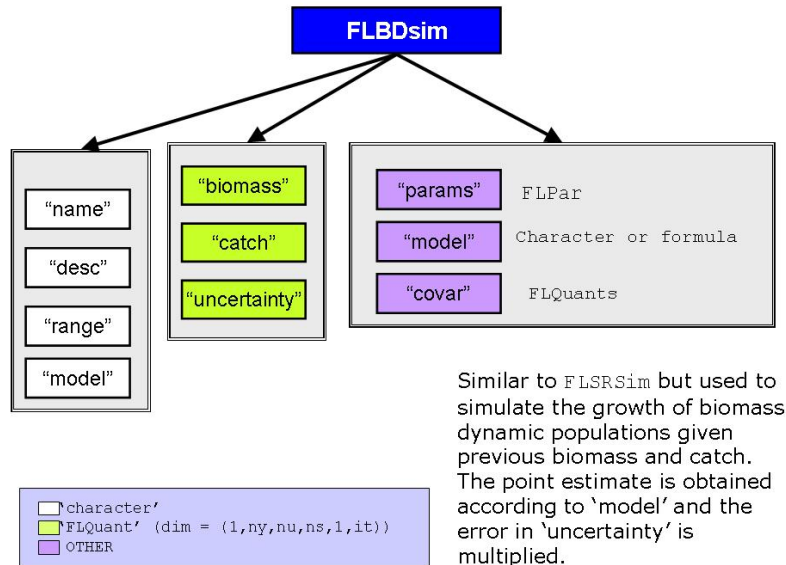 FLBDsim
“name”
“desc”
“range”
“model”
“biomass”
“catch”
“uncertainty”
“params” FLPar
“model” Character or formula
“covar” FLQuants
Similar to FLSRSim but used to
simulate the growth of biomass
dynamic populations given
previous biomass and catch.
The point estimate is obtained
according to ‘model’ and the
error in ‘uncertainty’ is
multiplied.
‘character’
‘FLQuant’ (dim = (1,ny,nu,ns,1,it))
OTHER